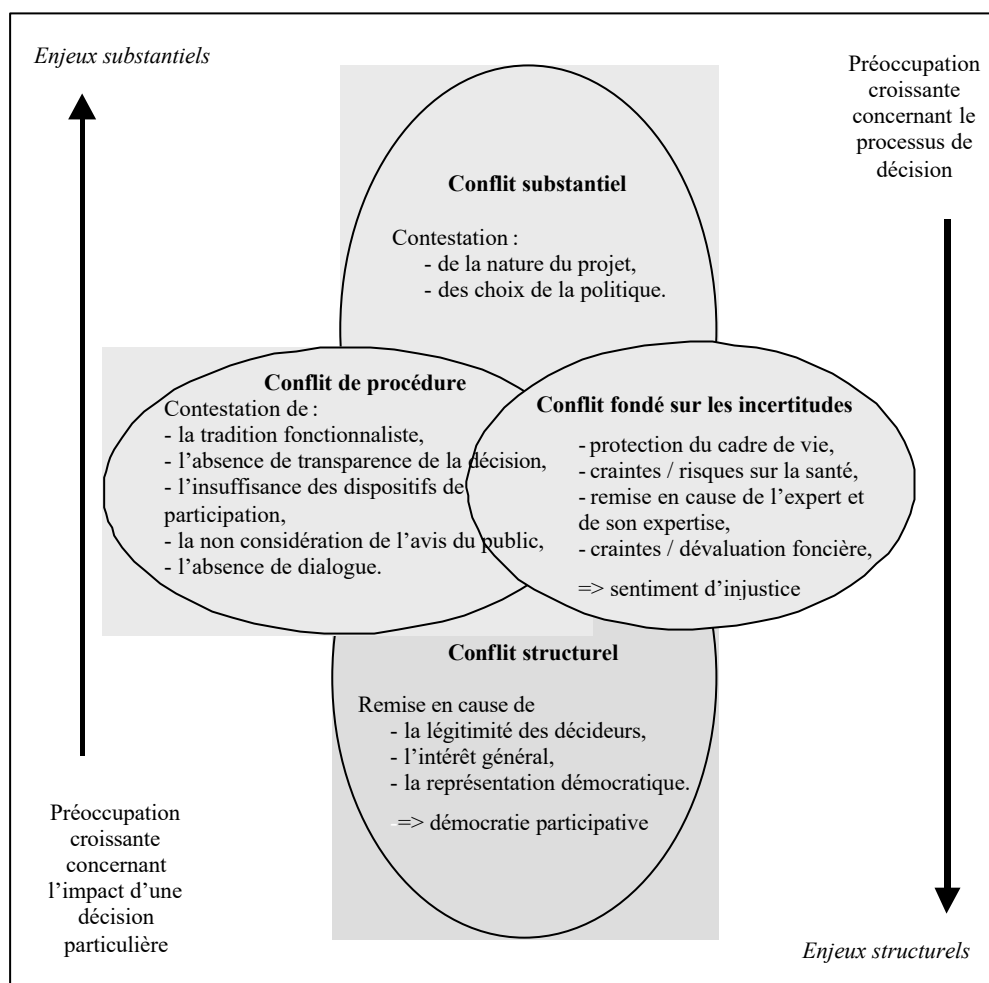 Enjeux substantiels
Préoccupation
croissante
concernant le
processus de
décision
Conflit substantiel
Contestation :
- de la nature du projet,
- des choix de la politique.
Conflit de procédure
Contestation de :
- la tradition fonctionnaliste,
- l’absence de transparence de la décision,
- l’insuffisance des dispositifs de
participation,
- la non considération de l’avis du public,
- l’absence de dialogue.
Conflit fondé sur les incertitudes
- protection du cadre de vie,
- craintes / risques sur la santé,
- remise en cause de l’expert et
de son expertise,
- craintes / dévaluation foncière,
=> sentiment d’injustice
Conflit structurel
Remise en cause de
- la légitimité des décideurs,
- l’intérêt général,
- la représentation démocratique.
=> démocratie participative
Préoccupation
croissante
concernant
l’impact d’une
décision
particulière
Enjeux structurels